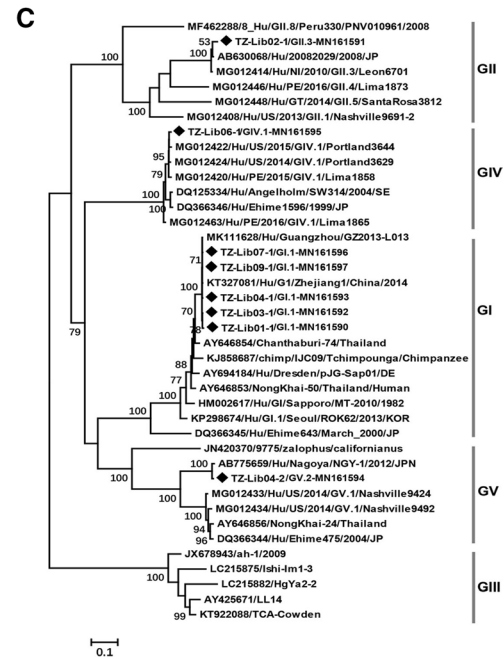 C
MF462288/8_Hu/GII.8/Peru330/PNV010961/2008
53
TZ-Lib02-1/GII.3-MN161591
100
AB630068/Hu/20082029/2008/JP
100
MG012414/Hu/NI/2010/GII.3/Leon6701
GII
MG012446/Hu/PE/2016/GII.4/Lima1873
100
MG012448/Hu/GT/2014/GII.5/SantaRosa3812
MG012408/Hu/US/2013/GII.1/Nashville9691-2
TZ-Lib06-1/GIV.1-MN161595
MG012422/Hu/US/2015/GIV.1/Portland3644
95
MG012424/Hu/US/2014/GIV.1/Portland3629
79
MG012420/Hu/PE/2015/GIV.1/Lima1858
GIV
100
DQ125334/Hu/Angelholm/SW314/2004/SE
100
DQ366346/Hu/Ehime1596/1999/JP
MG012463/Hu/PE/2016/GIV.1/Lima1865
MK111628/Hu/Guangzhou/GZ2013-L013
TZ-Lib07-1/GI.1-MN161596
71
TZ-Lib09-1/GI.1-MN161597
100
KT327081/Hu/G1/Zhejiang1/China/2014
TZ-Lib04-1/GI.1-MN161593
70
TZ-Lib03-1/GI.1-MN161592
GI
78
TZ-Lib01-1/GI.1-MN161590
79
AY646854/Chanthaburi-74/Thailand
KJ858687/chimp/IJC09/Tchimpounga/Chimpanzee
88
AY694184/Hu/Dresden/pJG-Sap01/DE
77
AY646853/NongKhai-50/Thailand/Human
100
HM002617/Hu/GI/Sapporo/MT-2010/1982
KP298674/Hu/GI.1/Seoul/ROK62/2013/KOR
100
DQ366345/Hu/Ehime643/March_2000/JP
JN420370/9775/zalophus/californianus
100
AB775659/Hu/Nagoya/NGY-1/2012/JPN
100
TZ-Lib04-2/GV.2-MN161594
100
MG012433/Hu/US/2014/GV.1/Nashville9424
GV
100
MG012434/Hu/US/2014/GV.1/Nashville9492
94
AY646856/NongKhai-24/Thailand
96
DQ366344/Hu/Ehime475/2004/JP
JX678943/ah-1/2009
100
LC215875/Ishi-Im1-3
LC215882/HgYa2-2
GIII
AY425671/LL14
99
KT922088/TCA-Cowden
0.1